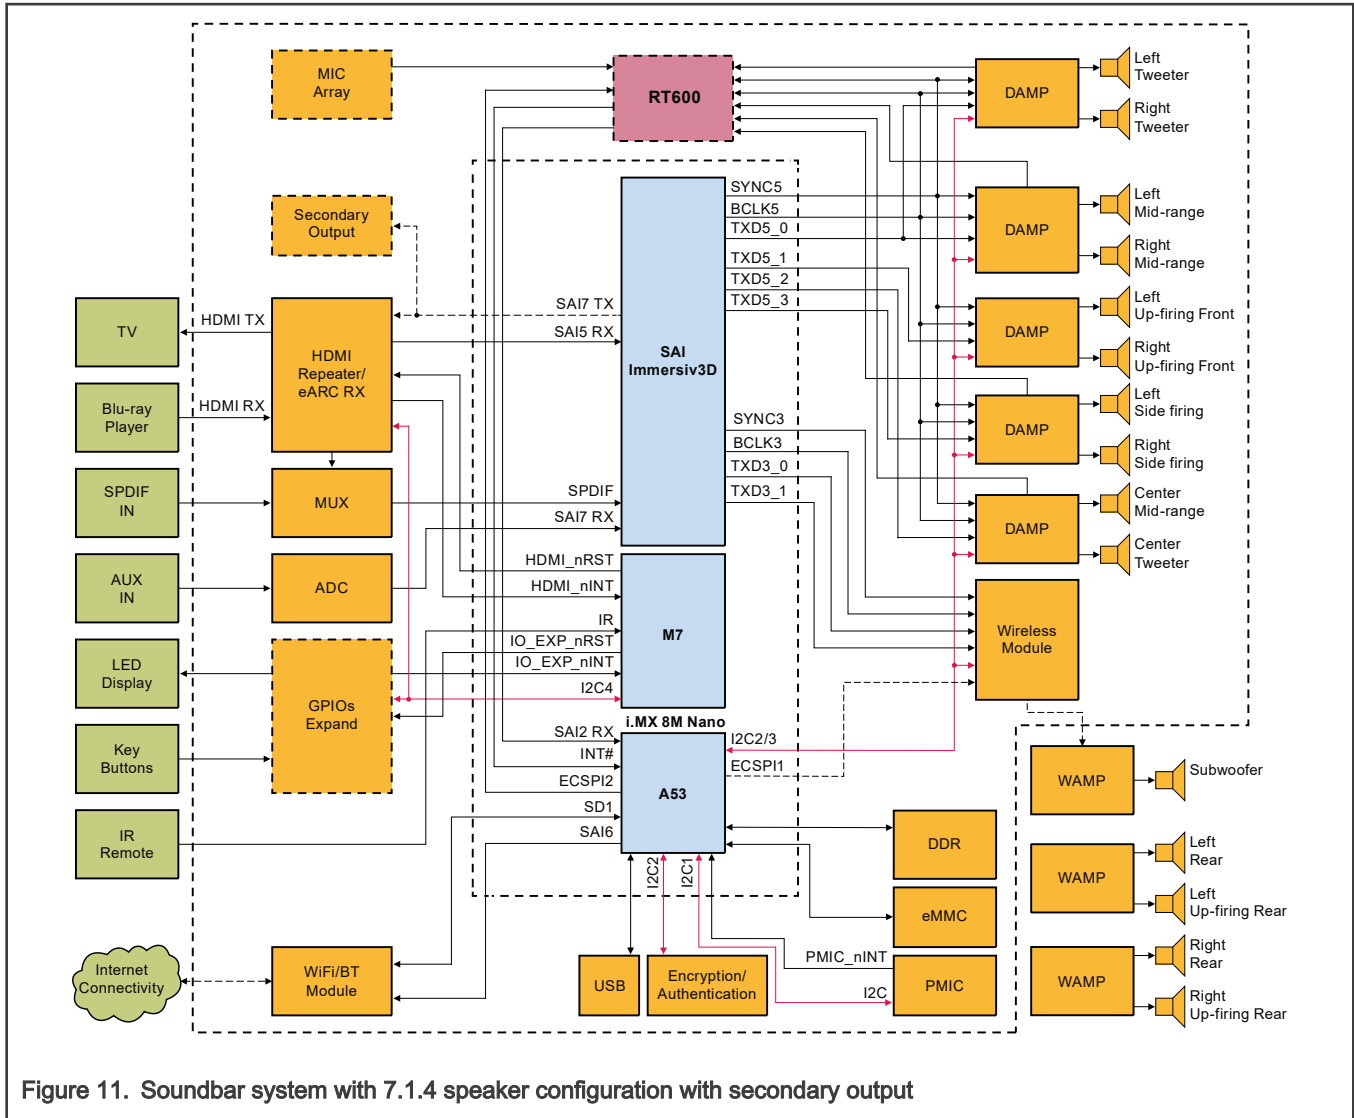 MIC
Array
RT600
DAMP
Left
Tweeter
Right
Tweeter
Secondary
Output
SYNC5
BCLK5
TXD5_0
TXD5_1
TXD5_2
TXD5_3
DAMP
Left
Mid-range
Right
Mid-range
TV
HDMI TX
HDMI
Repeater/
eARC RX
SAI7 TX
SAI5 RX
SAI
Immersiv3D
DAMP
Left
Up-firing Front
Right
Up-firing Front
Blu-ray
Player
HDMI RX
SYNC3
BCLK3
TXD3_0
TXD3_1
DAMP
Left
Side firing
Right
Side firing
SPDIF
IN
MUX
SPDIF
SAI7 RX
DAMP
Center
Mid-range
Center
Tweeter
AUX
IN
ADC
HDMI_nRST
HDMI_nINT
IR
IO_EXP_nRST
IO_EXP_nINT
I2C4
M7
Wireless
Module
LED
Display
GPIOs
Expand
i.MX 8M Nano
Key
Buttons
SAI2 RX
INT#
ECSPI2
SD1
SAI6
A53
I2C2/3
ECSPI1
WAMP
Subwoofer
IR
Remote
I2C2
I2C1
DDR
eMMC
WAMP
Left
Rear
Left
Up-firing Rear
Internet
Connectivity
WiFi/BT
Module
USB
Encryption/
Authentication
PMIC_nINT
I2C
PMIC
WAMP
Right
Rear
Right
Up-firing Rear
Figure 11. Soundbar system with 7.1.4 speaker configuration with secondary output